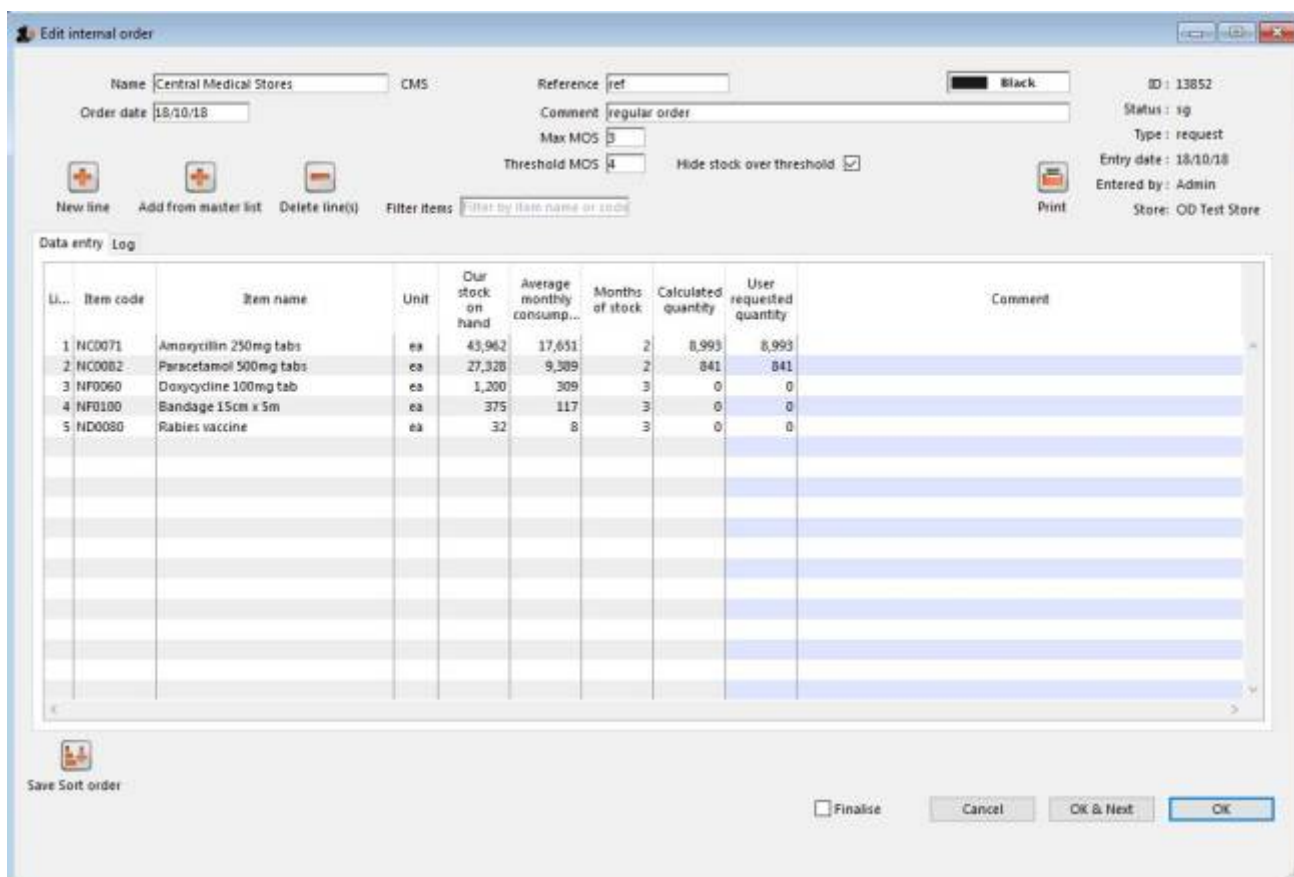 Edit internal order
Name Central Medical Stores CMS Reference ref Black ID : 13852
Order date 18/10/18 Comment regular order Status : sg
Max MOS 3 Type : request
Threshold MOS 4 Hide stock over threshold Entry date : 18/10/18
Entered by : Admin
New line Add from master list Delete line(s) Filter items Filter by item name or code Print Store: OD Test Store
Data entry Log
Li... Item code Item name Unit Our stock on hand Average monthly consump... Months of stock Calculated quantity User requested quantity Comment
1 NC0071 Amoxycillin 250mg tabs ea 43,962 17,651 2 8,993 8,993
2 NC0082 Paracetamol 500mg tabs ea 27,328 9,389 2 841 841
3 NF0060 Doxycycline 100mg tab ea 1,200 309 3 0 0
4 NF0100 Bandage 15cm x 5m ea 375 117 3 0 0
5 ND0080 Rabies vaccine ea 32 8 3 0 0
Save Sort order
Finalise Cancel OK & Next OK